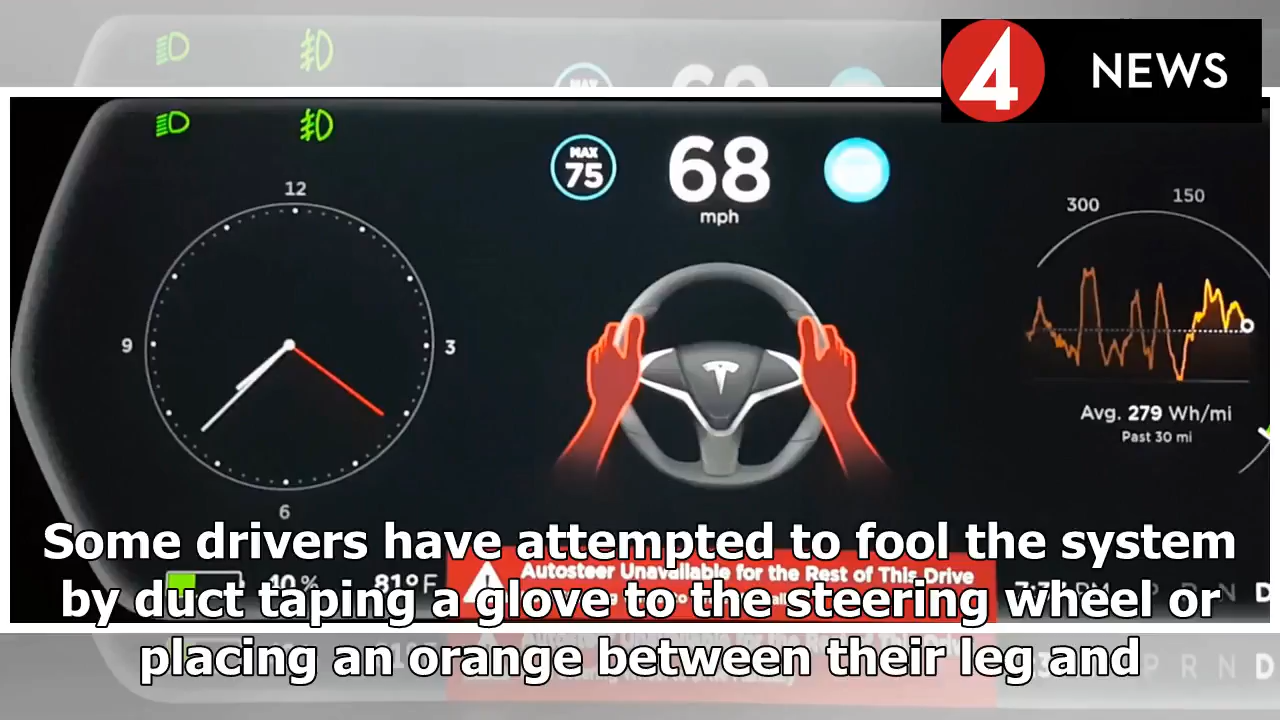 4 NEWS
MAX
75
68
mph
12
9
3
6
300
150
Avg. 279 Wh/mi
Past 30 mi
Some drivers have attempted to fool the system
by duct taping a glove to the steering wheel or
placing an orange between their leg and
40 %
81° F
Autosteer Unavailable for the Rest of This Drive
PM
P R N D